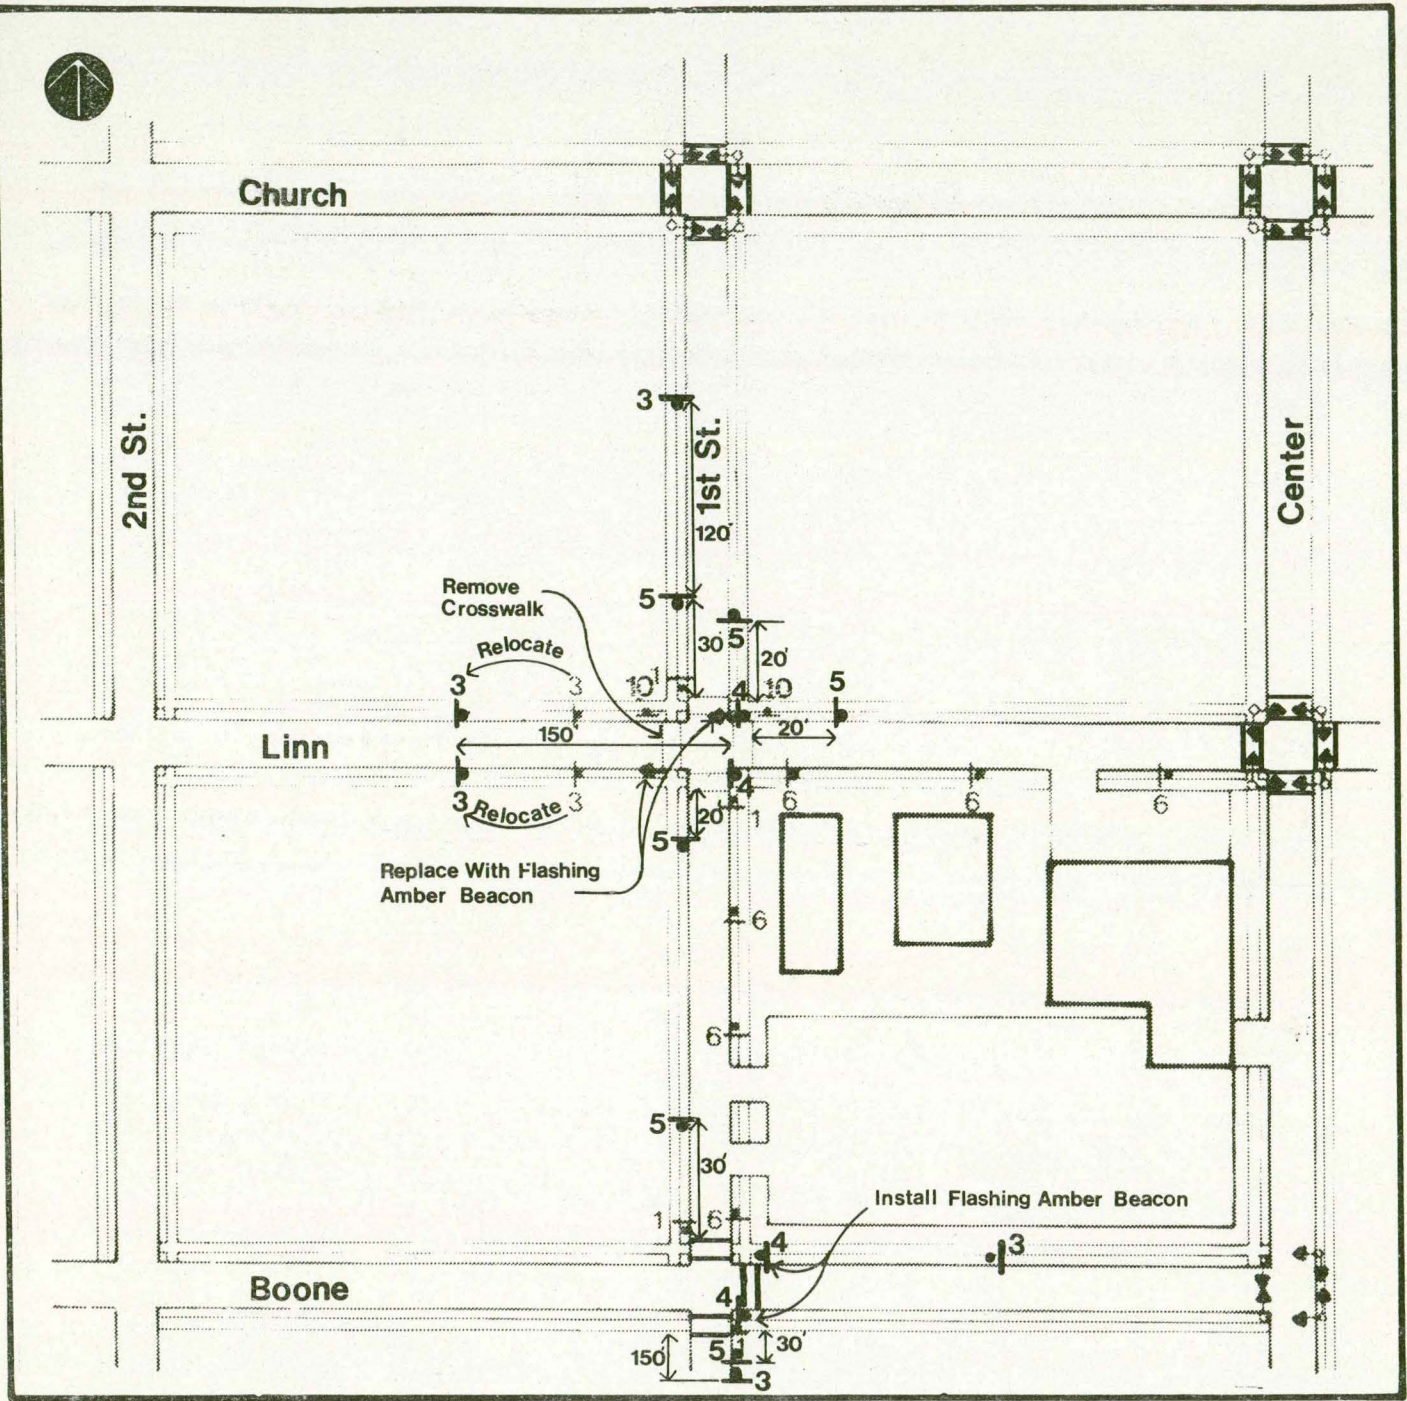 Church
2nd St.
1st St.
Center
3
120'
Remove
Crosswalk
5
30'
5
20'
Relocate
3
3
10
1
4
10
5
Linn
150'
20'
3
Relocate
3
20'
4
1
6
6
6
5
Replace With Flashing
Amber Beacon
6
6
5
30'
1
6
Install Flashing Amber Beacon
4
3
Boone
4
150'
5
1
30'
3